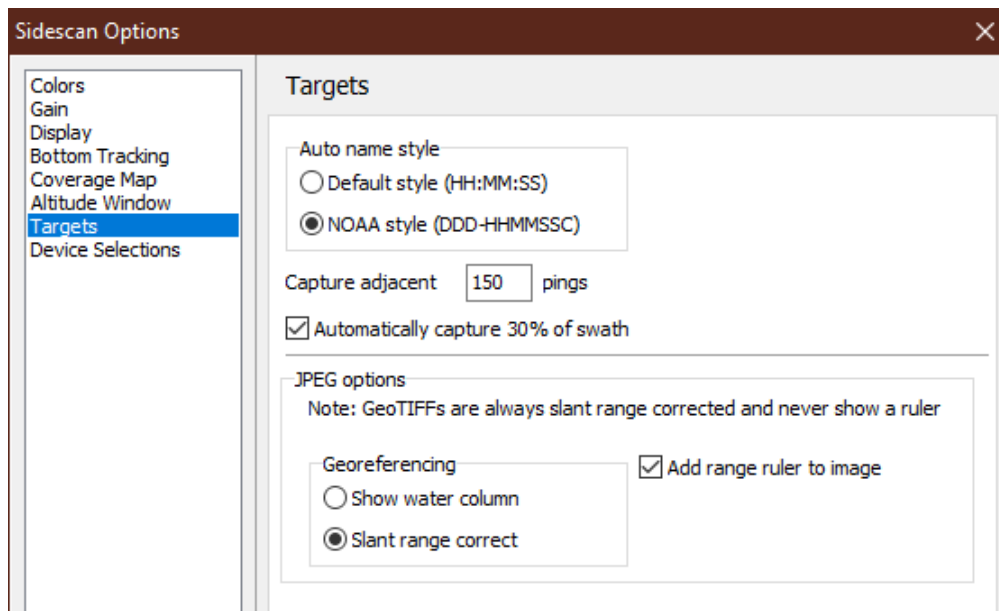 Sidescan Options
Colors
Gain
Display
Bottom Tracking
Coverage Map
Altitude Window
Targets
Device Selections
Targets
Auto name style
Default style (HH:MM:SS)
NOAA style (DDD-HHMMSSC)
Capture adjacent 150 pings
Automatically capture 30% of swath
JPEG options
Note: GeoTIFFs are always slant range corrected and never show a ruler
Georeferencing
Add range ruler to image
Show water column
Slant range correct